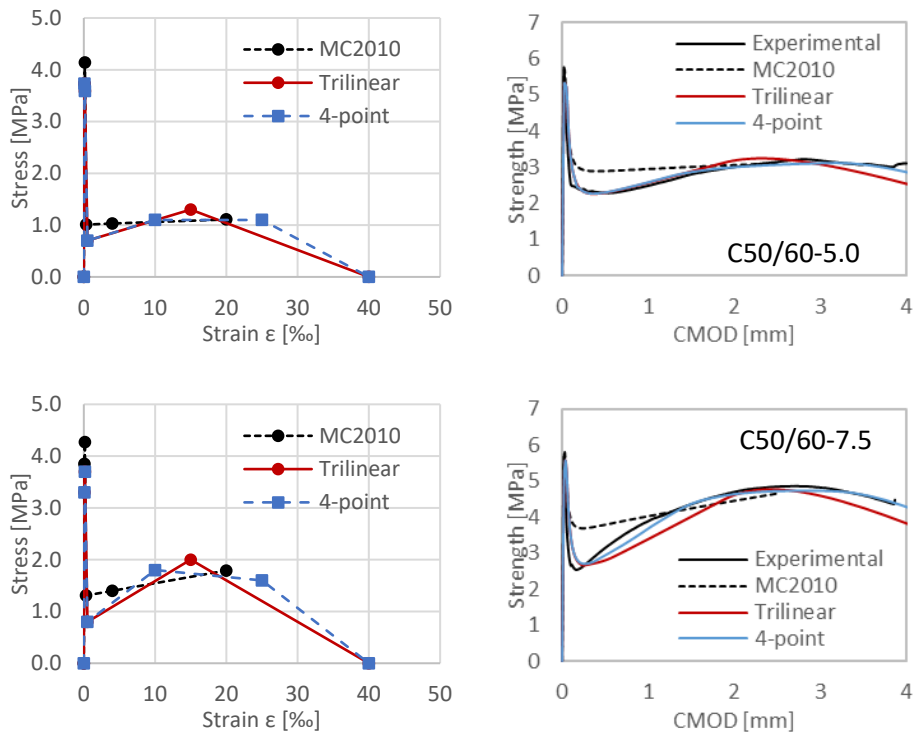 5.0
4.0
3.0
2.0
1.0
0.0
Stress [MPa]
0 10 20 30 40 50
Strain ε [‰]
MC2010
Trilinear
4-point
7
6
5
4
3
2
1
0
Strength [MPa]
0 1 2 3 4
CMOD [mm]
Experimental
MC2010
Trilinear
4-point
C50/60-5.0
5.0
4.0
3.0
2.0
1.0
0.0
Stress [MPa]
0 10 20 30 40 50
Strain ε [‰]
MC2010
Trilinear
4-point
7
6
5
4
3
2
1
0
Strength [MPa]
0 1 2 3 4
CMOD [mm]
C50/60-7.5
Experimental
MC2010
Trilinear
4-point